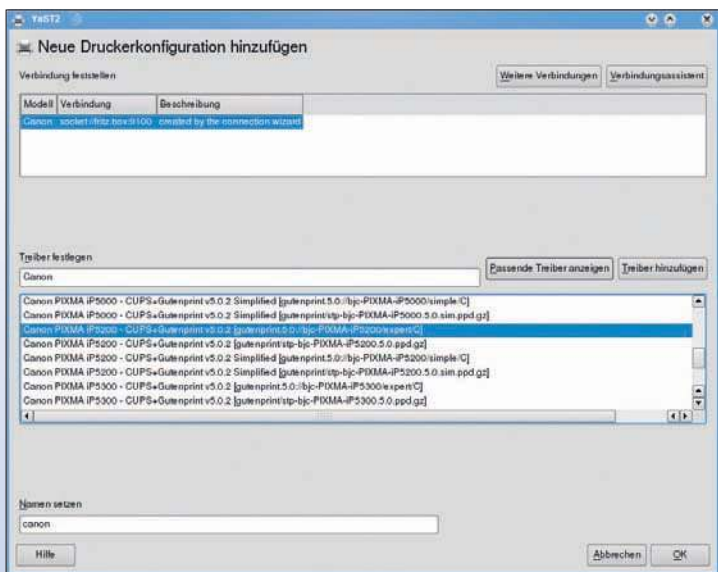 YaST2
Neue Druckerkonfiguration hinzufügen
Verbindung feststellen
Weitere Verbindungen
Verbindungsassistent
Modell Verbindung Beschreibung
Canon socket://fritz.box:9100 created by the connection wizard
Treiber festlegen
Canon
Passende Treiber anzeigen
Treiber hinzufügen
Canon PIXMA iP5000 - CUPS+Gutenprint v5.0.2 Simplified [gutenprint.5.0://bjc-PIXMA-iP5000/simple/C]
Canon PIXMA iP5000 - CUPS+Gutenprint v5.0.2 Simplified [gutenprint/stp-bjc-PIXMA-iP5000.5.0.sim.ppd.gz]
Canon PIXMA iP5200 - CUPS+Gutenprint v5.0.2 [gutenprint.5.0://bjc-PIXMA-iP5200/expert/C]
Canon PIXMA iP5200 - CUPS+Gutenprint v5.0.2 [gutenprint/stp-bjc-PIXMA-iP5200.5.0.ppd.gz]
Canon PIXMA iP5200 - CUPS+Gutenprint v5.0.2 Simplified [gutenprint.5.0://bjc-PIXMA-iP5200/simple/C]
Canon PIXMA iP5200 - CUPS+Gutenprint v5.0.2 Simplified [gutenprint/stp-bjc-PIXMA-iP5200.5.0.sim.ppd.gz]
Canon PIXMA iP5300 - CUPS+Gutenprint v5.0.2 [gutenprint.5.0://bjc-PIXMA-iP5300/expert/C]
Canon PIXMA iP5300 - CUPS+Gutenprint v5.0.2 [gutenprint/stp-bjc-PIXMA-iP5300.5.0.ppd.gz]
Namen setzen
canon
Hilfe
Abbrechen
OK